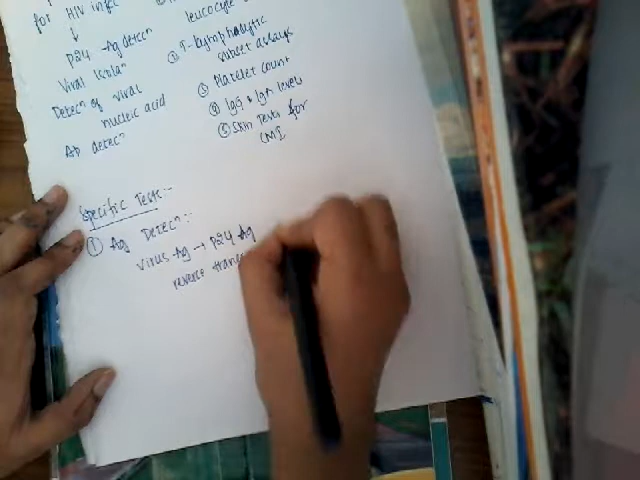 for HIV infecⁿ
↓
P24 -Ag detecⁿ
Viral Isolaⁿ
Detecⁿ of viral
nucleic acid
Ab detecⁿ
leucocyte
② T-lymphocytic
subset assays
③ Platelet count
④ IgG & IgA levels
⑤ Skin tests for
CMI
Specific Tests:-
① Ag Detecⁿ:-
Virus-Ag → P24 Ag
reverse trans